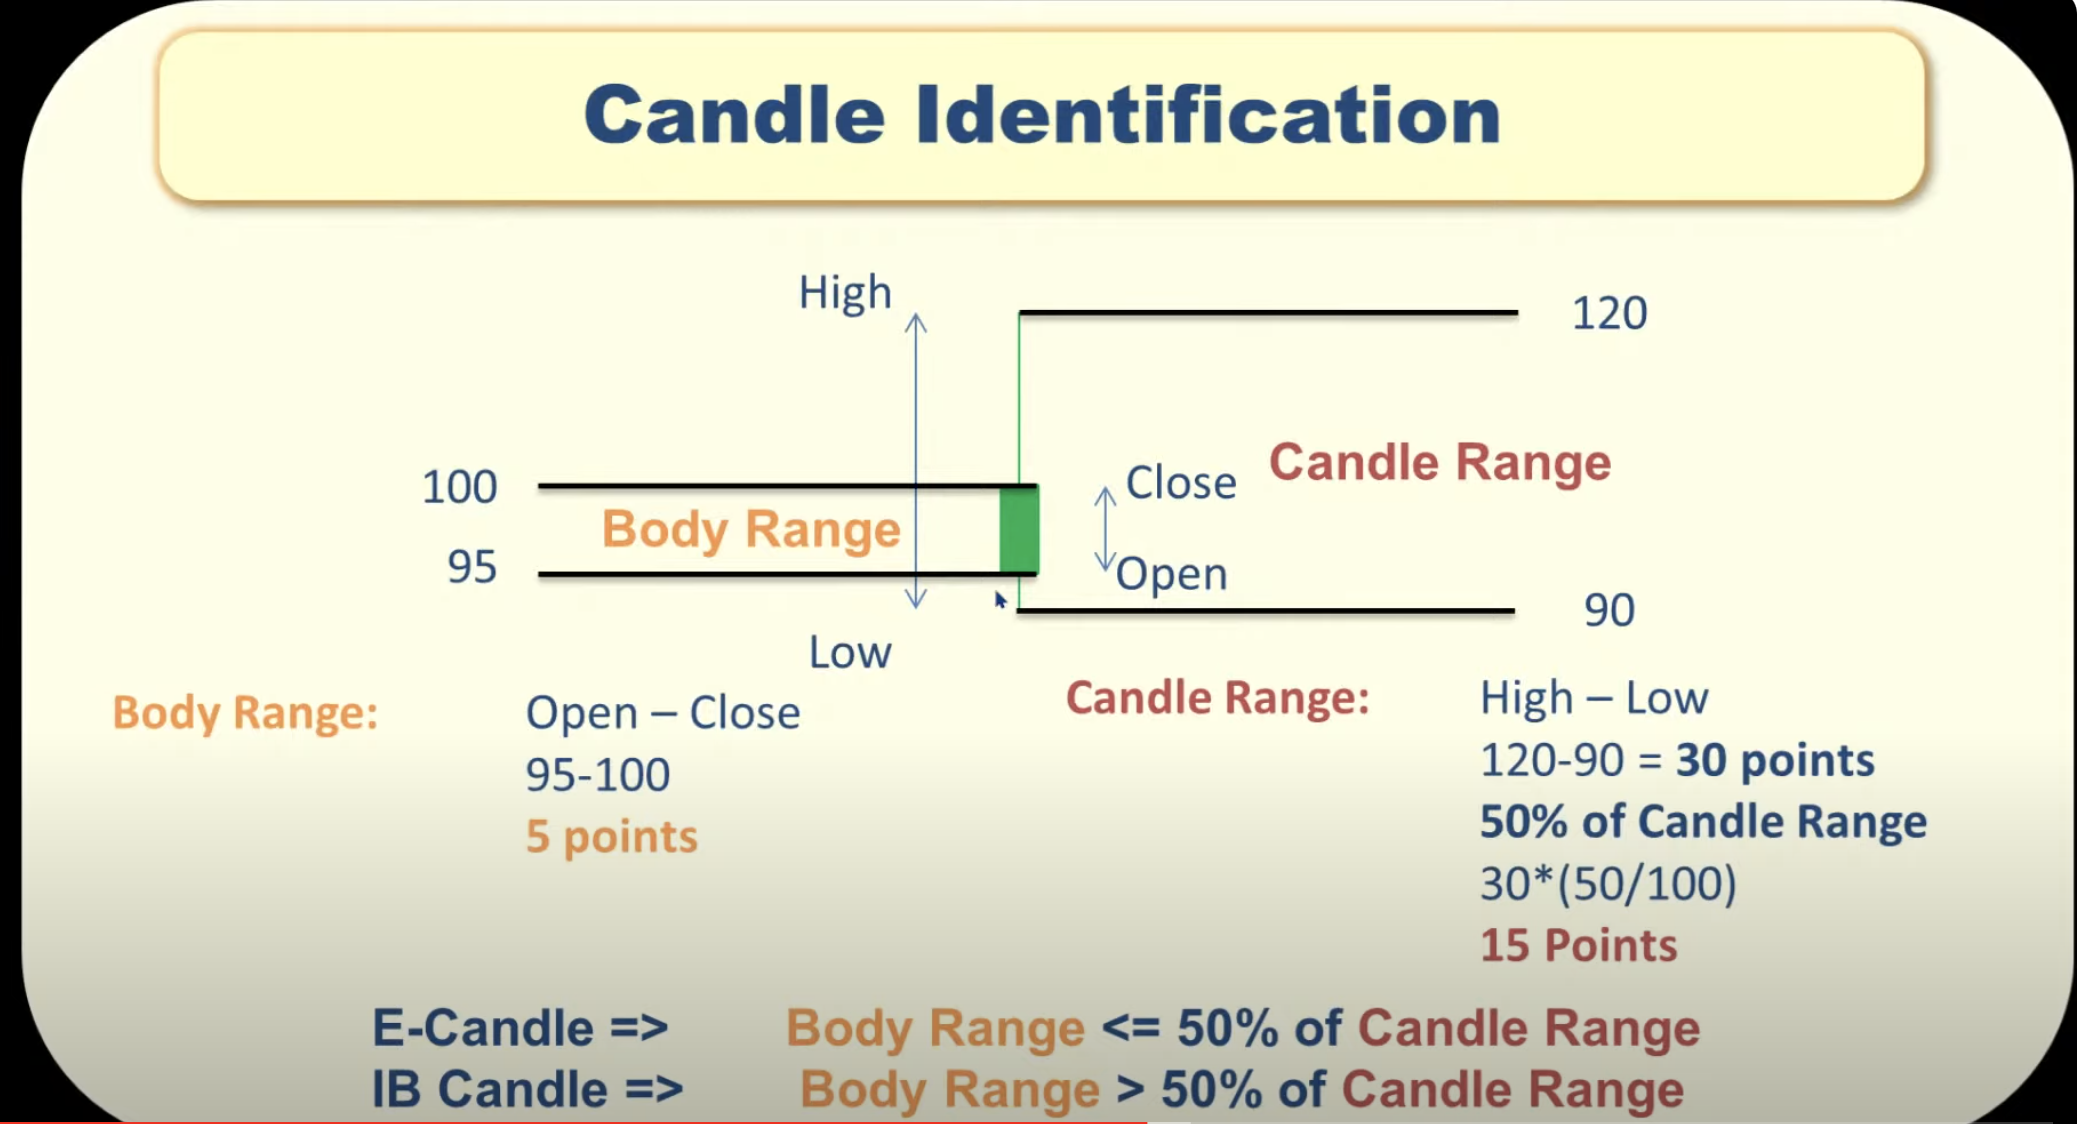 Candle Identification
High
120
100
Close
Candle Range
Body Range
95
Open
90
Low
Body Range:
Open – Close
95-100
5 points
Candle Range:
High – Low
120-90 = 30 points
50% of Candle Range
30*(50/100)
15 Points
E-Candle => Body Range <= 50% of Candle Range
IB Candle => Body Range > 50% of Candle Range